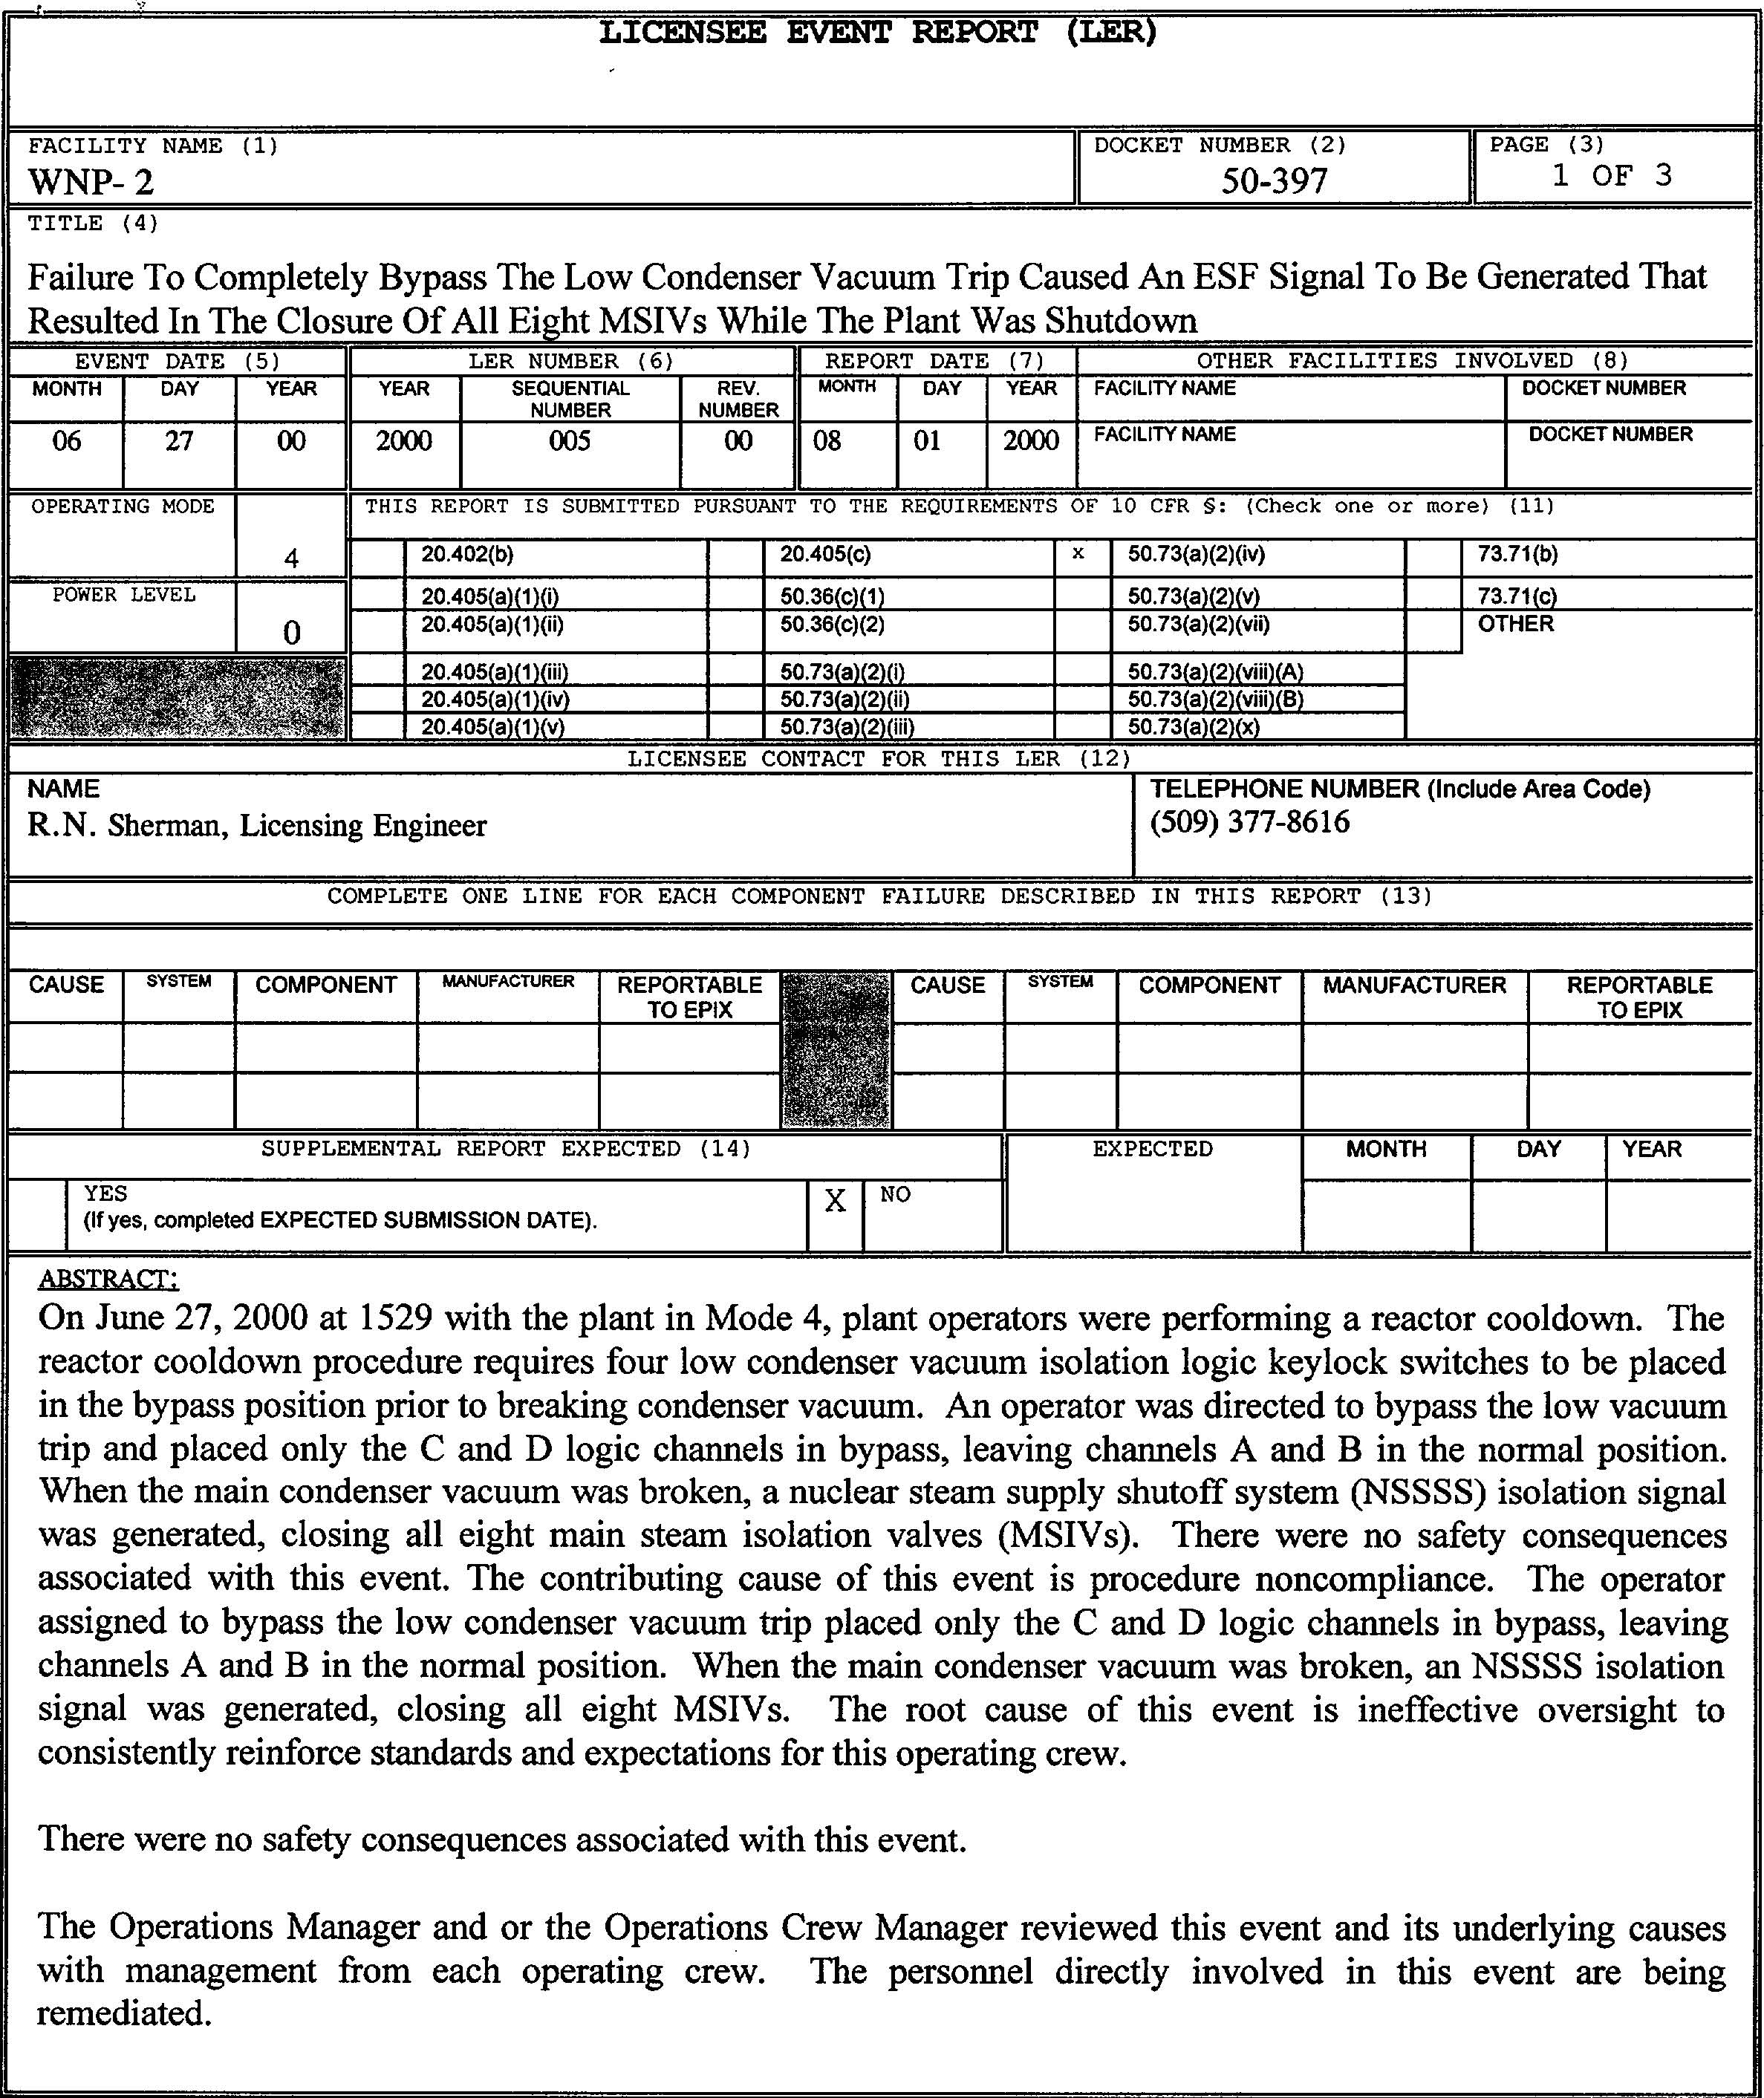 LICENSEE EVENT REPORT (LER)
FACILITY NAME (1)
WNP- 2
DOCKET NUMBER (2)
50-397
PAGE (3)
1 OF 3
TITLE (4)
Failure To Completely Bypass The Low Condenser Vacuum Trip Caused An ESF Signal To Be Generated That
Resulted In The Closure Of All Eight MSIVs While The Plant Was Shutdown
EVENT DATE (5) LER NUMBER (6) REPORT DATE (7) OTHER FACILITIES INVOLVED (8)
MONTH DAY YEAR YEAR SEQUENTIAL NUMBER REV. NUMBER MONTH DAY YEAR FACILITY NAME DOCKET NUMBER
06 27 00 2000 005 00 08 01 2000 FACILITY NAME DOCKET NUMBER
OPERATING MODE 4 THIS REPORT IS SUBMITTED PURSUANT TO THE REQUIREMENTS OF 10 CFR §: (Check one or more) (11)
20.402(b) 20.405(c) x 50.73(a)(2)(iv) 73.71(b)
POWER LEVEL 0 20.405(a)(1)(i) 50.36(c)(1) 50.73(a)(2)(v) 73.71(c)
20.405(a)(1)(ii) 50.36(c)(2) 50.73(a)(2)(vii) OTHER
20.405(a)(1)(iii) 50.73(a)(2)(i) 50.73(a)(2)(viii)(A)
20.405(a)(1)(iv) 50.73(a)(2)(ii) 50.73(a)(2)(viii)(B)
20.405(a)(1)(v) 50.73(a)(2)(iii) 50.73(a)(2)(x)
LICENSEE CONTACT FOR THIS LER (12)
NAME
R.N. Sherman, Licensing Engineer
TELEPHONE NUMBER (Include Area Code)
(509) 377-8616
COMPLETE ONE LINE FOR EACH COMPONENT FAILURE DESCRIBED IN THIS REPORT (13)
CAUSE SYSTEM COMPONENT MANUFACTURER REPORTABLE TO EPIX CAUSE SYSTEM COMPONENT MANUFACTURER REPORTABLE TO EPIX
SUPPLEMENTAL REPORT EXPECTED (14) EXPECTED MONTH DAY YEAR
YES
(If yes, completed EXPECTED SUBMISSION DATE).
X NO
ABSTRACT:
On June 27, 2000 at 1529 with the plant in Mode 4, plant operators were performing a reactor cooldown. The
reactor cooldown procedure requires four low condenser vacuum isolation logic keylock switches to be placed
in the bypass position prior to breaking condenser vacuum. An operator was directed to bypass the low vacuum
trip and placed only the C and D logic channels in bypass, leaving channels A and B in the normal position.
When the main condenser vacuum was broken, a nuclear steam supply shutoff system (NSSSS) isolation signal
was generated, closing all eight main steam isolation valves (MSIVs). There were no safety consequences
associated with this event. The contributing cause of this event is procedure noncompliance. The operator
assigned to bypass the low condenser vacuum trip placed only the C and D logic channels in bypass, leaving
channels A and B in the normal position. When the main condenser vacuum was broken, an NSSSS isolation
signal was generated, closing all eight MSIVs. The root cause of this event is ineffective oversight to
consistently reinforce standards and expectations for this operating crew.
There were no safety consequences associated with this event.
The Operations Manager and or the Operations Crew Manager reviewed this event and its underlying causes
with management from each operating crew. The personnel directly involved in this event are being
remediated.